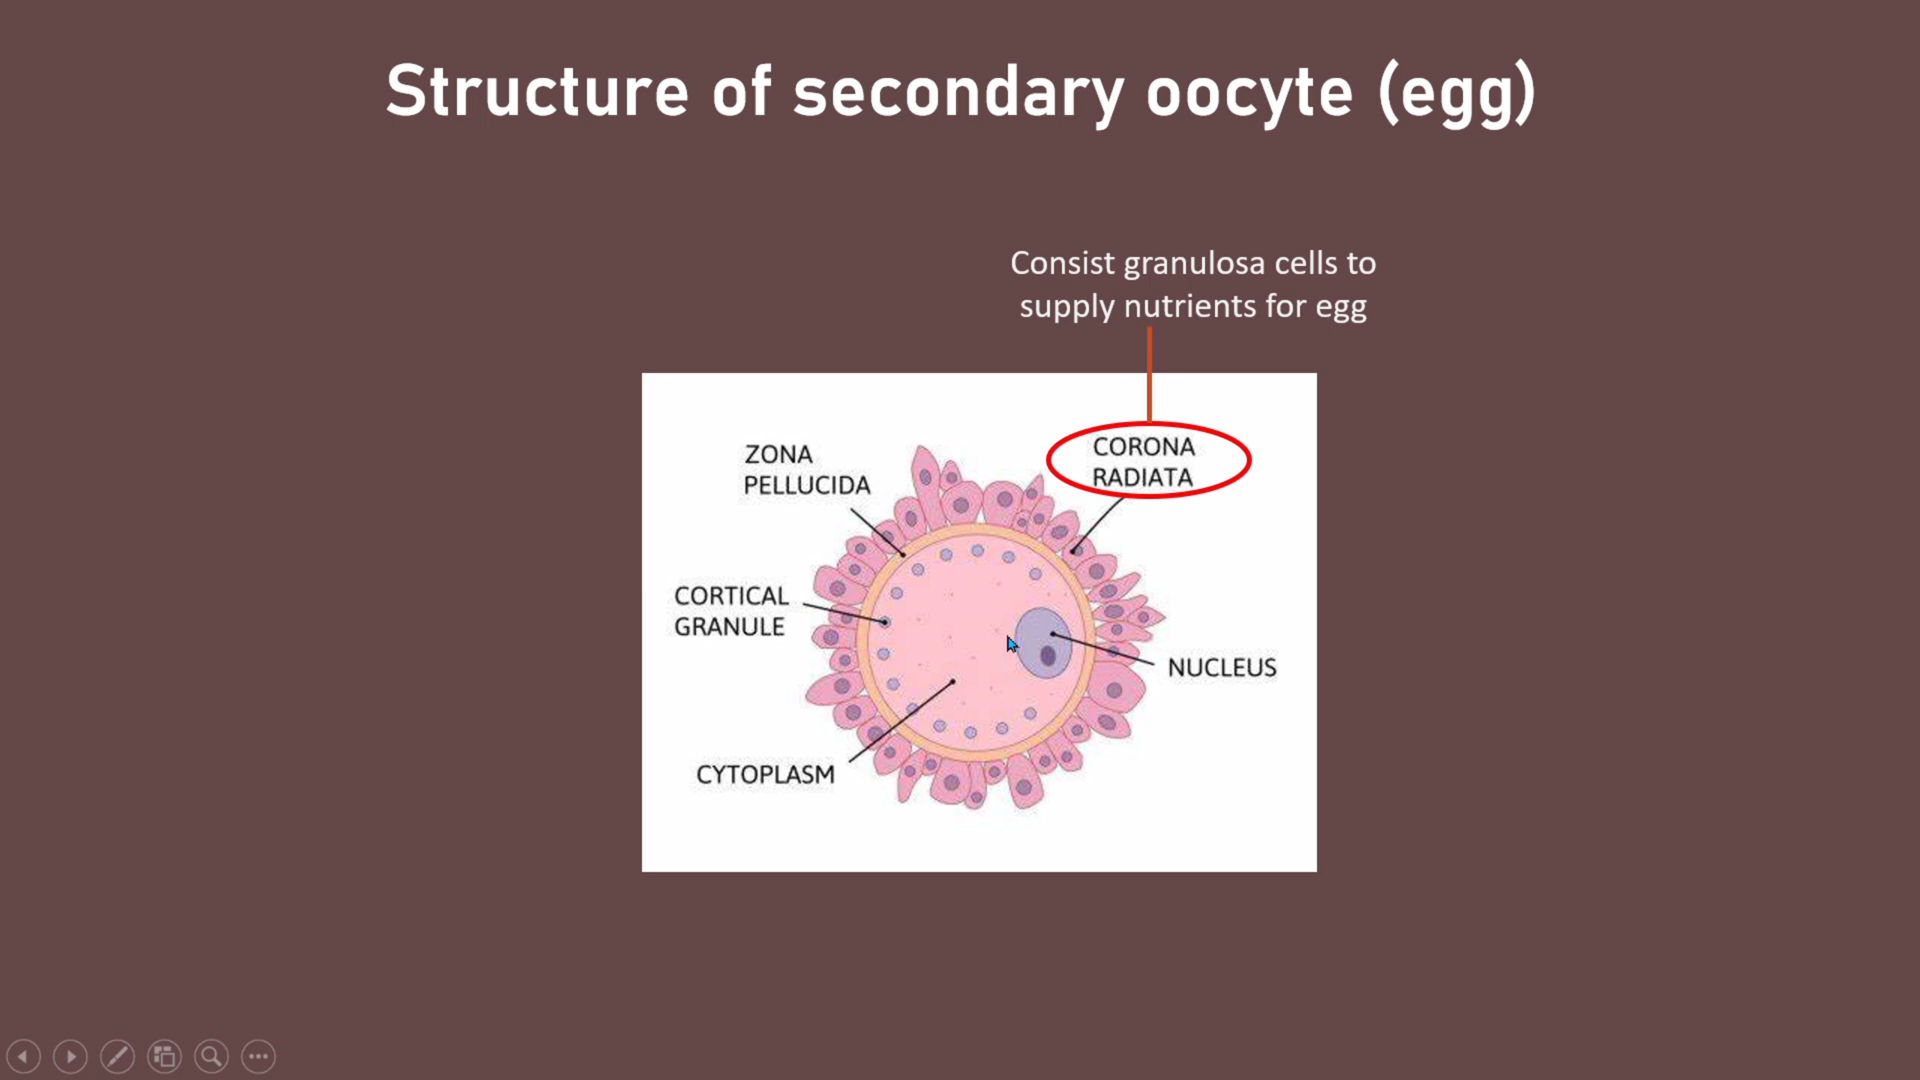 Structure of secondary oocyte (egg)
Consist granulosa cells to
supply nutrients for egg
ZONA
PELLUCIDA
CORONA
RADIATA
CORTICAL
GRANULE
NUCLEUS
CYTOPLASM